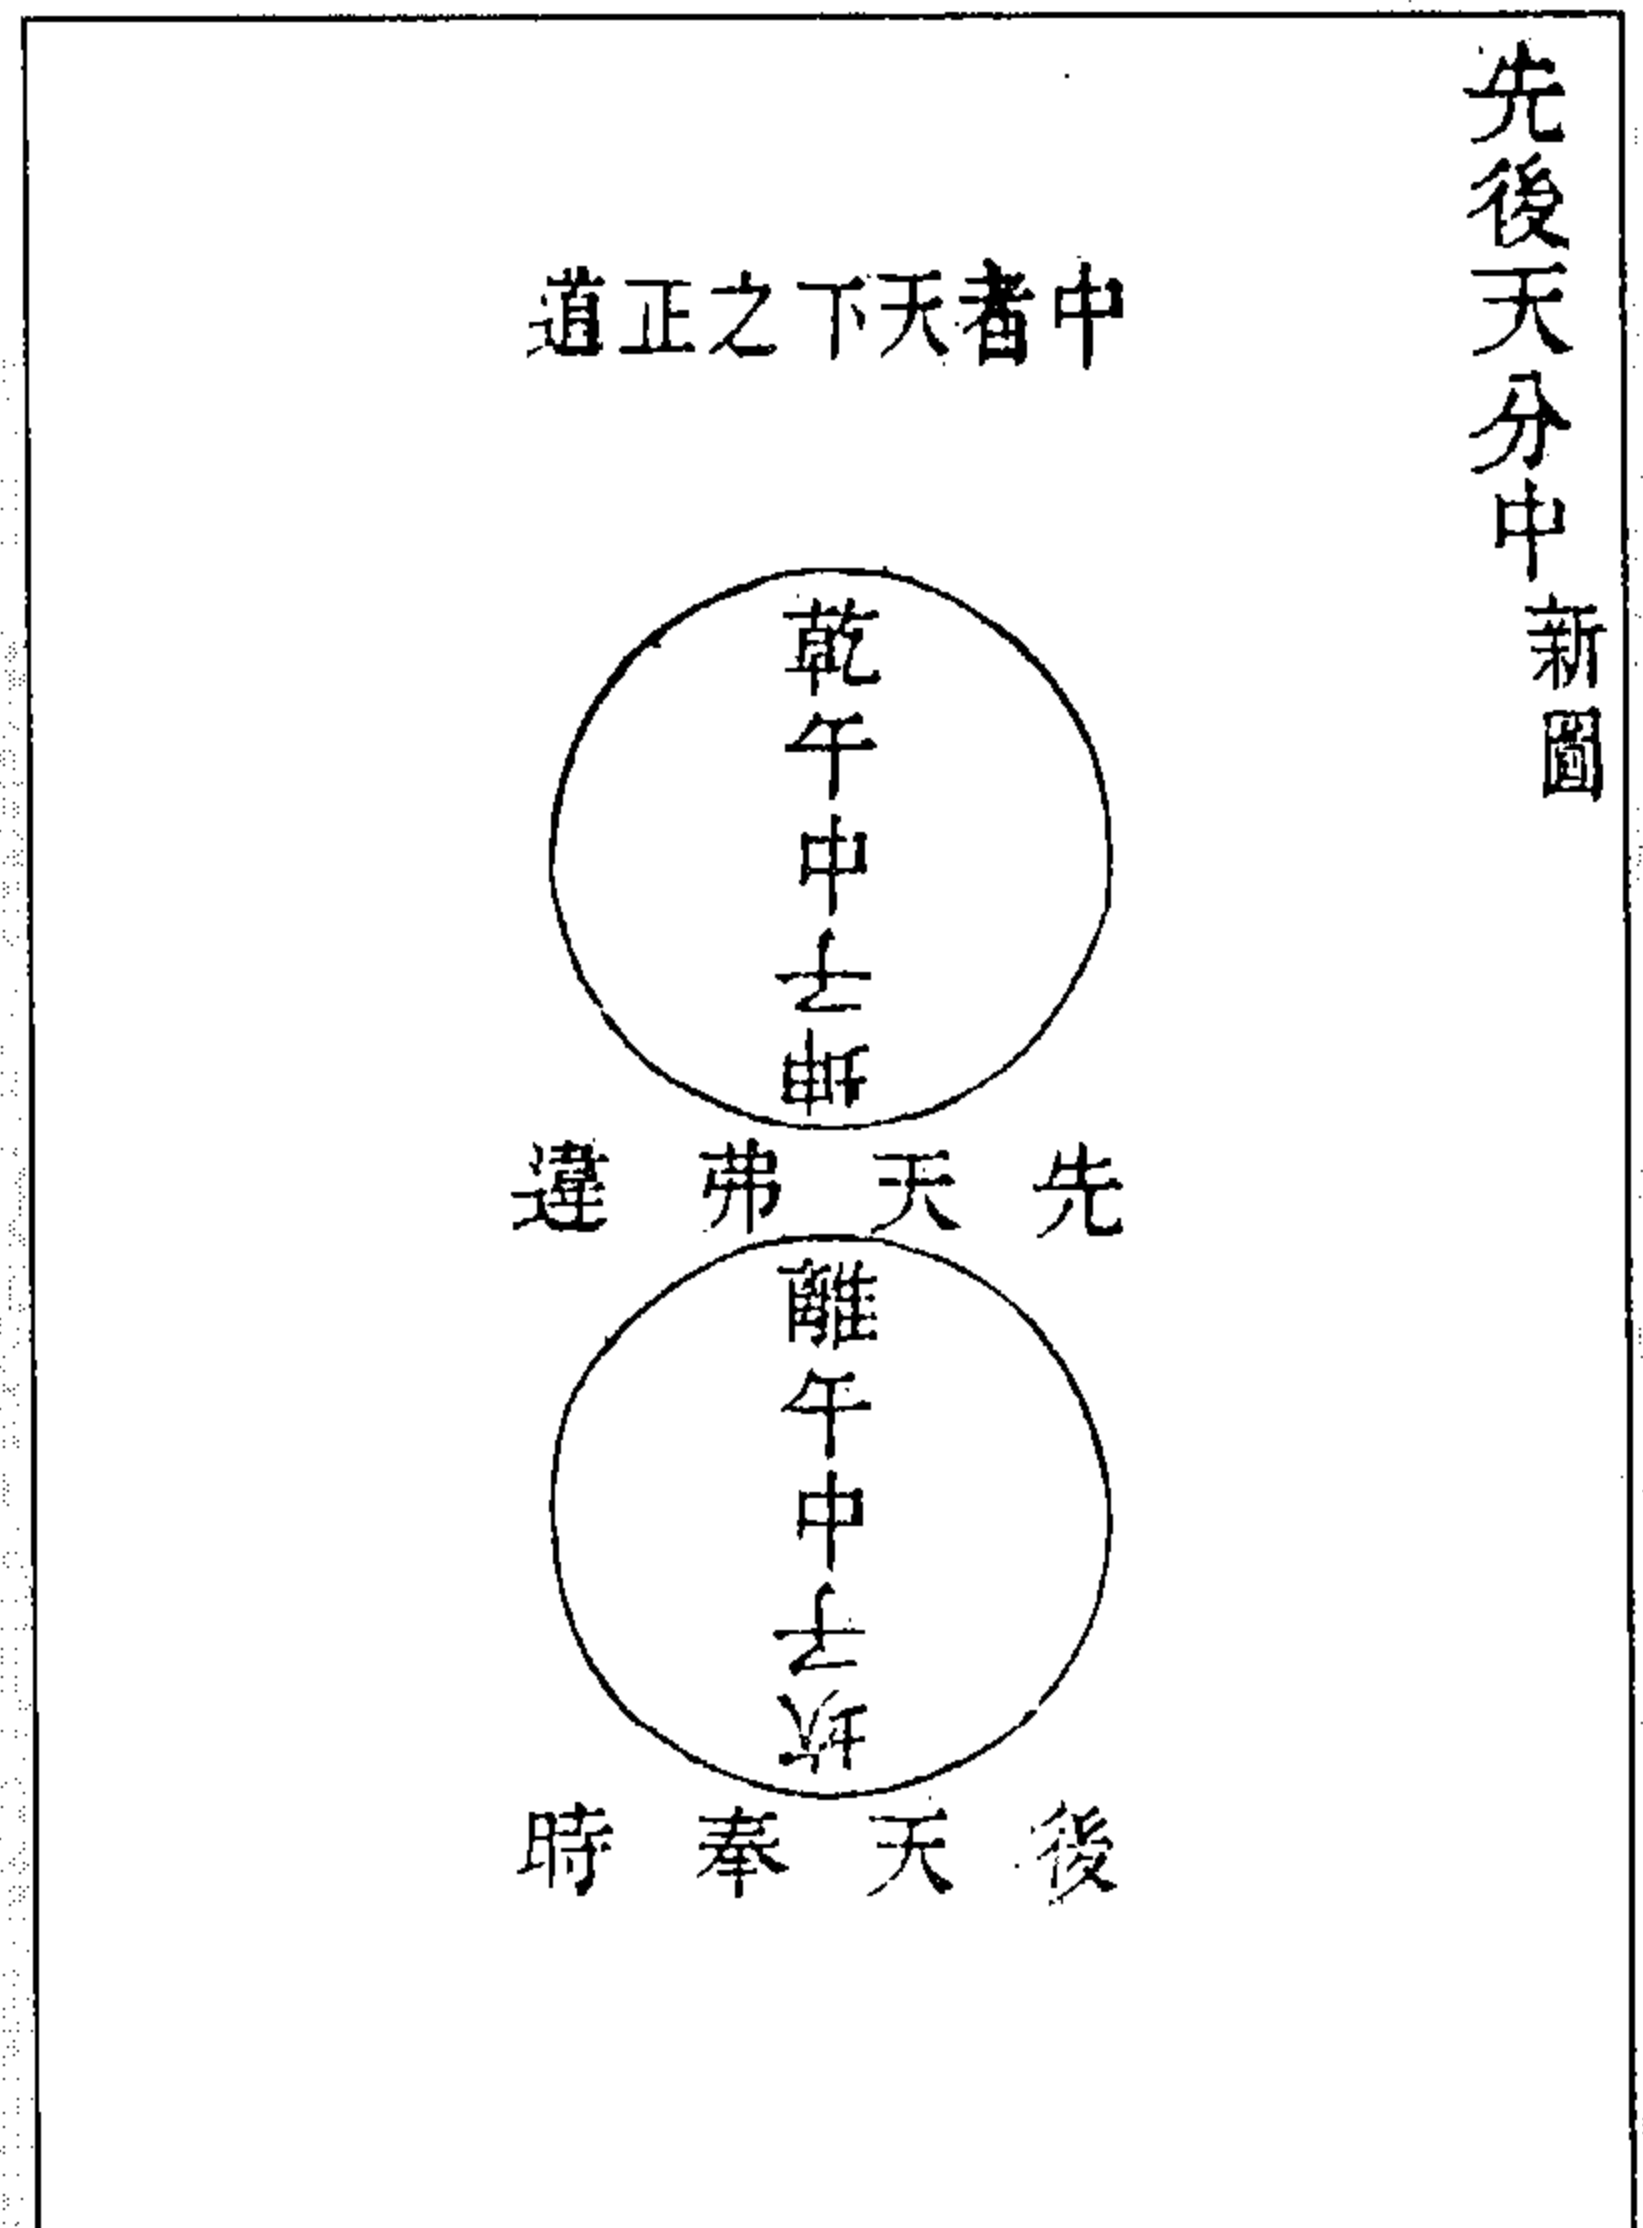 先後天分中新圖
中者天下之正道
乾午中子坤
先天弗違
離午中子坎
後天奉時